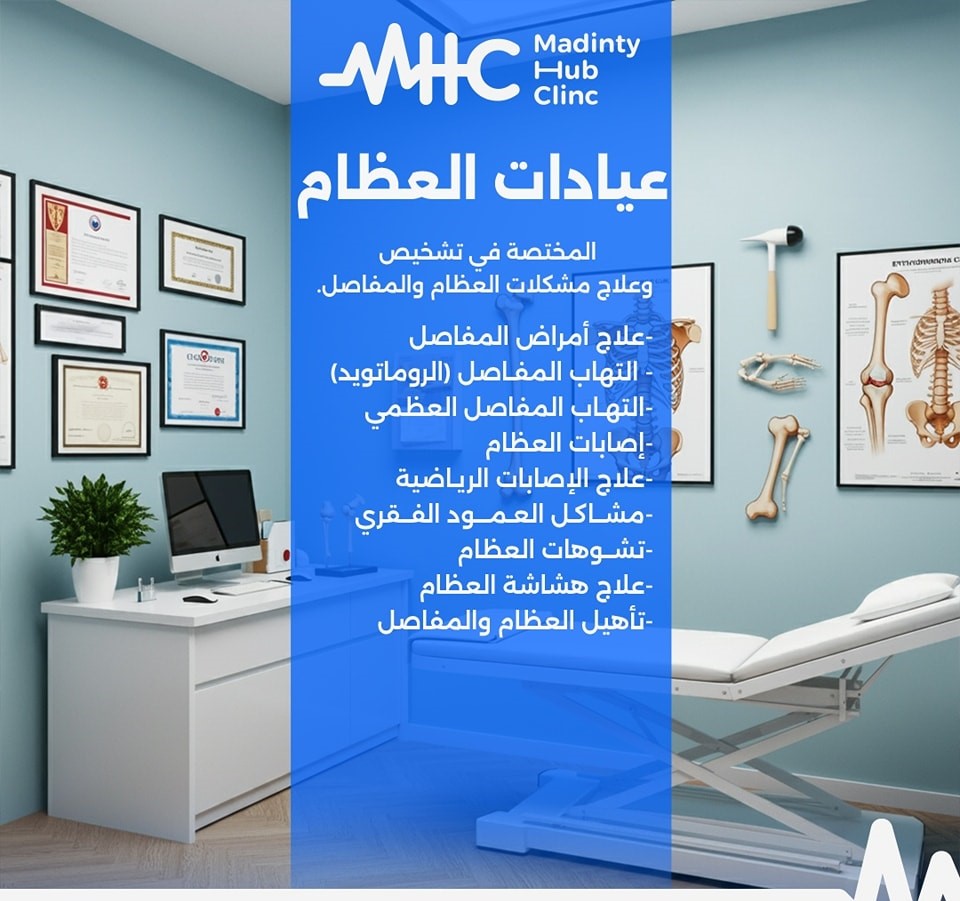 Madinty
Hub
Clinc
MHC
عيادات العظام
المختصة في تشخيص
وعلاج مشكلات العظام والمفاصل.
-علاج أمراض المفاصل
- التهاب المفاصل (الروماتويد)
-التهاب المفاصل العظمي
-إصابات العظام
-علاج الإصابات الرياضية
-مشاكل العمود الفقري
-تشوهات العظام
-علاج هشاشة العظام
-تأهيل العظام والمفاصل